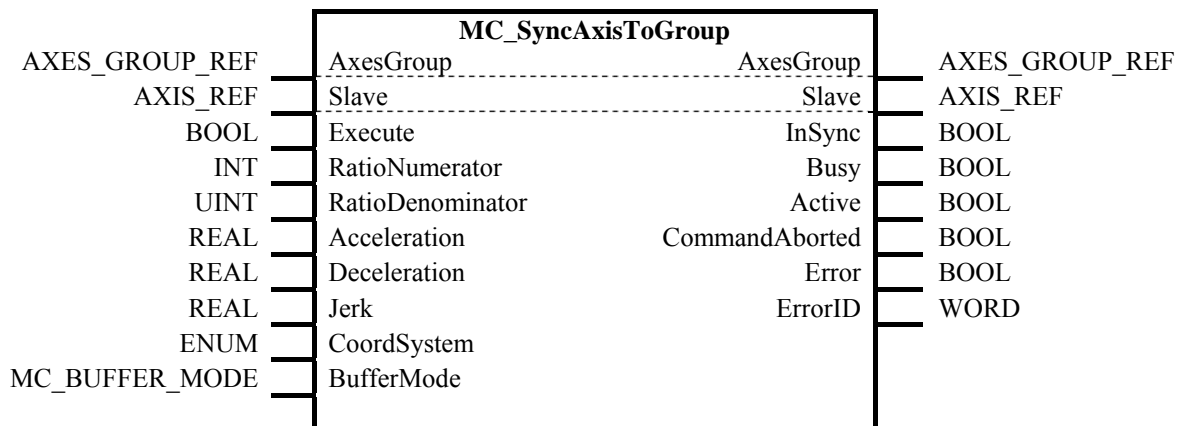 MC_SyncAxisToGroup
AXES_GROUP_REF AxesGroup AxesGroup AXES_GROUP_REF
AXIS_REF Slave Slave AXIS_REF
BOOL Execute InSync BOOL
INT RatioNumerator Busy BOOL
UINT RatioDenominator Active BOOL
REAL Acceleration CommandAborted BOOL
REAL Deceleration Error BOOL
REAL Jerk ErrorID WORD
ENUM CoordSystem
MC_BUFFER_MODE BufferMode